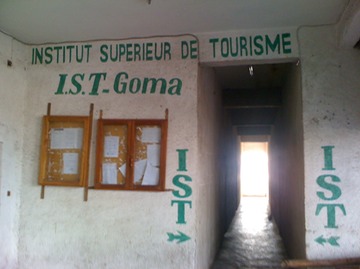 INSTITUT SUPERIEUR DE TOURISME
I.S.T-GOMA
IST
IST